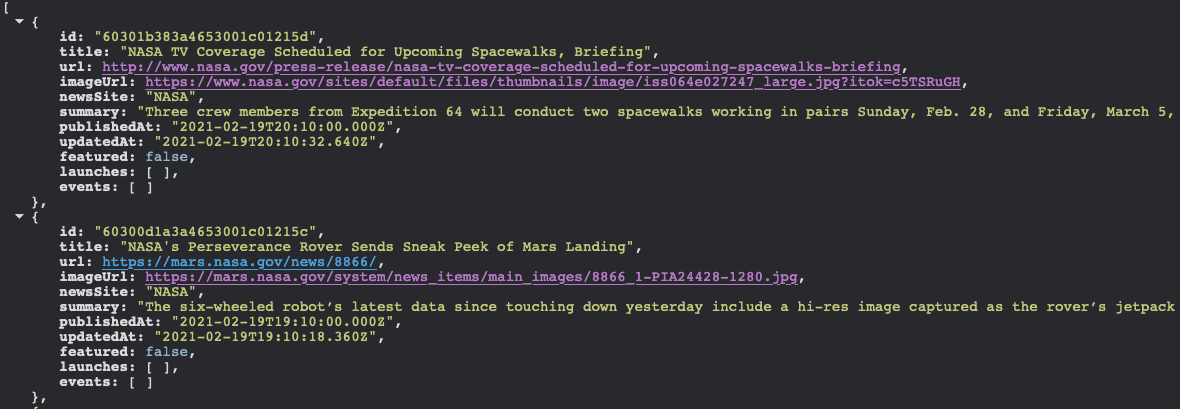 [
{
id: "60301b383a4653001c01215d",
title: "NASA TV Coverage Scheduled for Upcoming Spacewalks, Briefing",
url: http://www.nasa.gov/press-release/nasa-tv-coverage-scheduled-for-upcoming-spacewalks-briefing,
imageUrl: https://www.nasa.gov/sites/default/files/thumbnails/image/iss064e027247_large.jpg?itok=c5TSRuGH,
newsSite: "NASA",
summary: "Three crew members from Expedition 64 will conduct two spacewalks working in pairs Sunday, Feb. 28, and Friday, March 5,
publishedAt: "2021-02-19T20:10:00.000Z",
updatedAt: "2021-02-19T20:10:32.640Z",
featured: false,
launches: [ ],
events: [ ]
},
{
id: "60300d1a3a4653001c01215c",
title: "NASA's Perseverance Rover Sends Sneak Peek of Mars Landing",
url: https://mars.nasa.gov/news/8866/,
imageUrl: https://mars.nasa.gov/system/news_items/main_images/8866_1-PIA24428-1280.jpg,
newsSite: "NASA",
summary: "The six-wheeled robot’s latest data since touching down yesterday include a hi-res image captured as the rover’s jetpack
publishedAt: "2021-02-19T19:10:00.000Z",
updatedAt: "2021-02-19T19:10:18.360Z",
featured: false,
launches: [ ],
events: [ ]
},